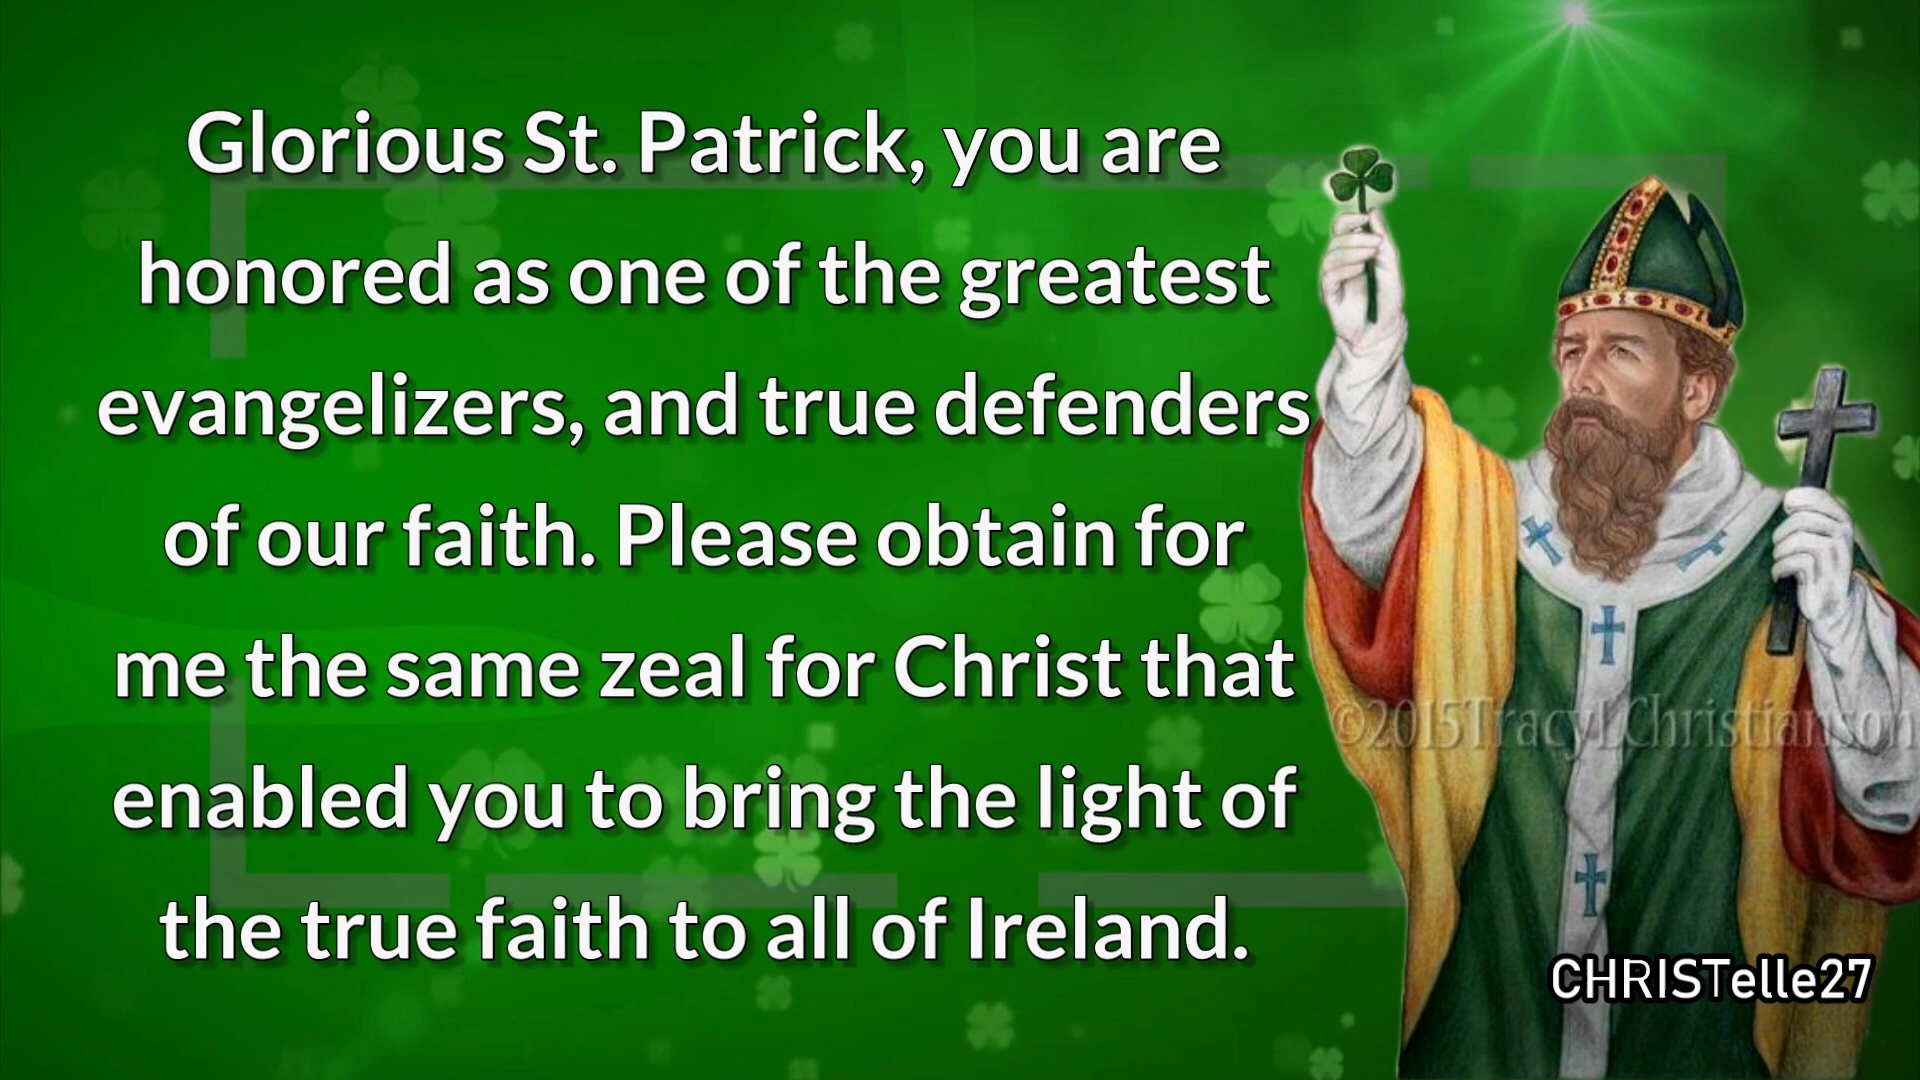 Glorious St. Patrick, you are
honored as one of the greatest
evangelizers, and true defenders
of our faith. Please obtain for
me the same zeal for Christ that
enabled you to bring the light of
the true faith to all of Ireland.
©2015TracyLChristianson
CHRISTelle27